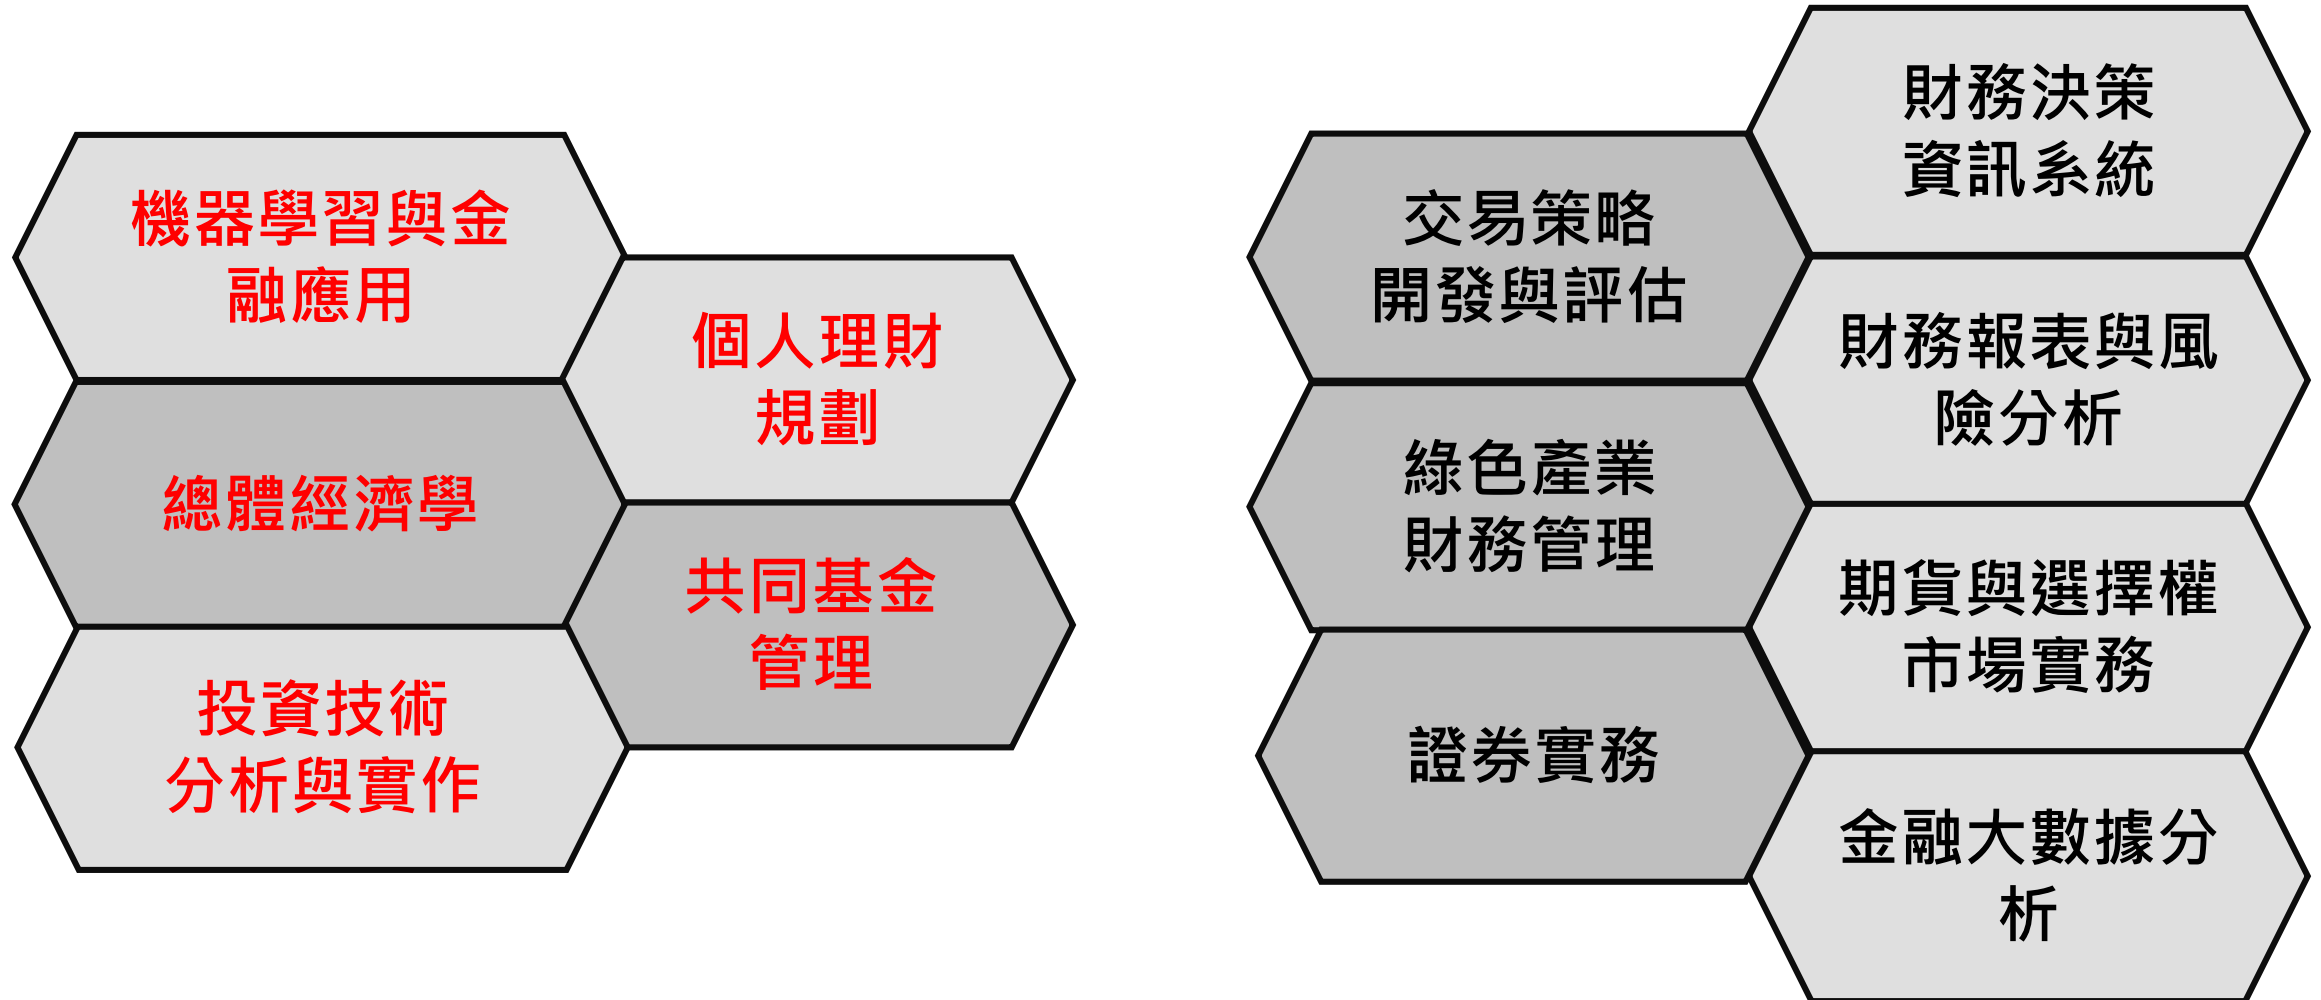 機器學習與金
融應用
個人理財
規劃
總體經濟學
共同基金
管理
投資技術
分析與實作
財務決策
資訊系統
交易策略
開發與評估
財務報表與風
險分析
綠色產業
財務管理
期貨與選擇權
市場實務
證券實務
金融大數據分
析